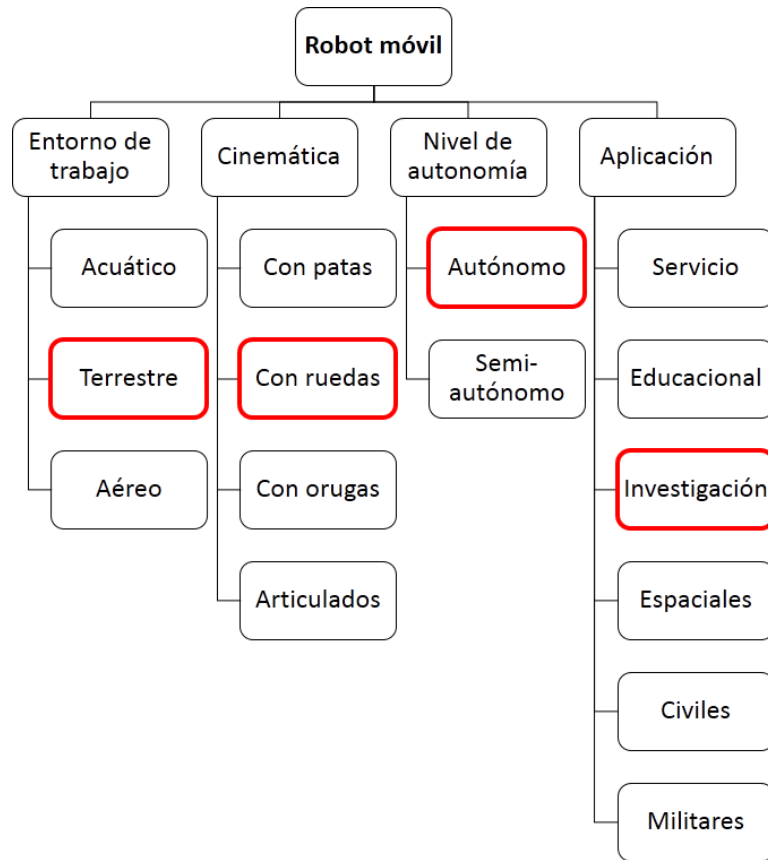 Robot móvil
Entorno de
trabajo
Cinemática
Nivel de
autonomía
Aplicación
Acuático
Con patas
Autónomo
Servicio
Terrestre
Con ruedas
Semi-
autónomo
Educacional
Aéreo
Con orugas
Investigación
Articulados
Espaciales
Civiles
Militares